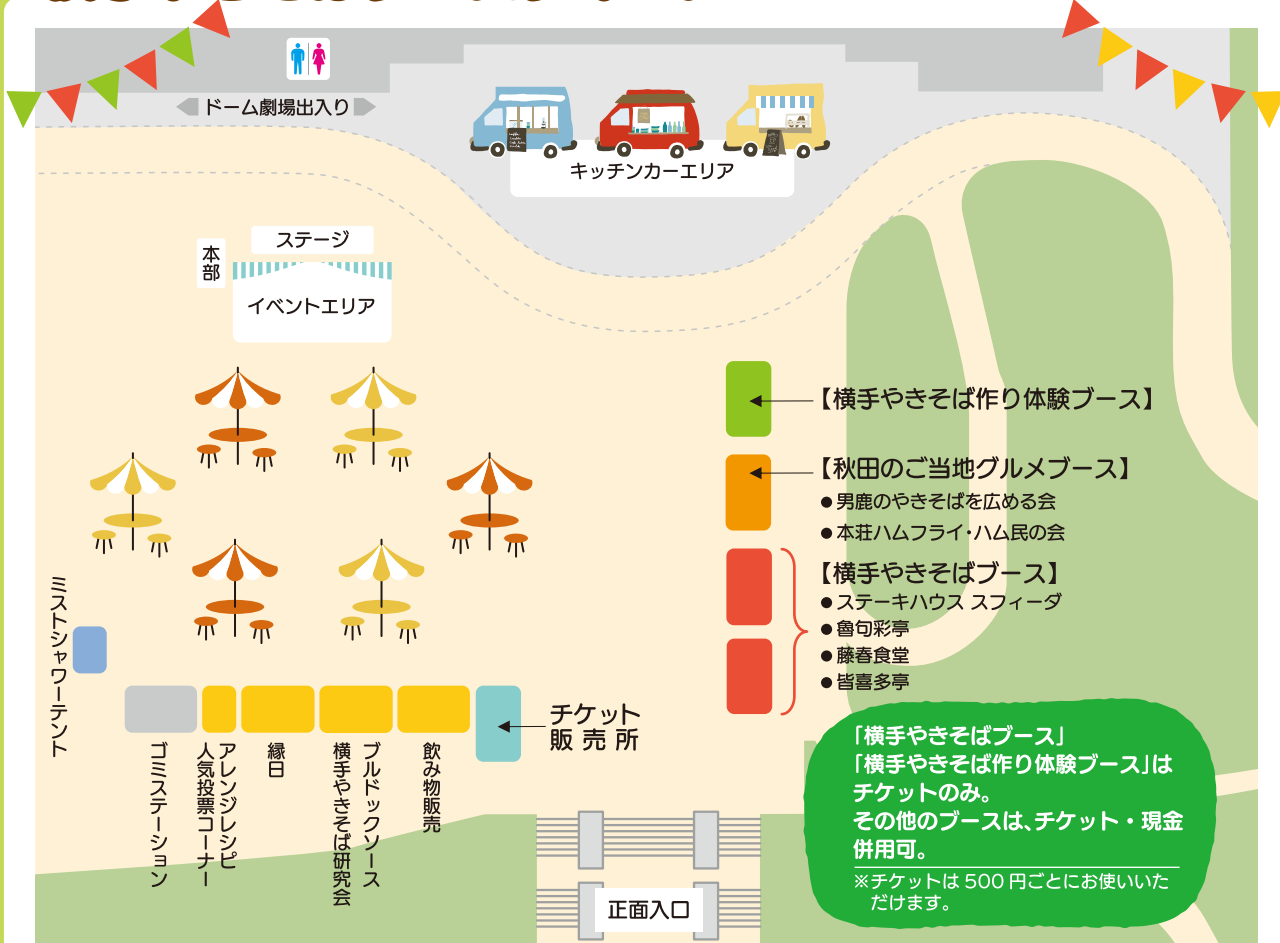 ドーム劇場出入り
キッチンカーエリア
ステージ
本部
イベントエリア
【横手やきそば作り体験ブース】
【秋田のご当地グルメブース】
●男鹿のやきそばを広める会
●本荘ハムフライ・ハム民の会
【横手やきそばブース】
●ステーキハウス スフィーダ
●魯句彩亭
●藤春食堂
●皆喜多亭
ミストシャワーテント
チケット
販売所
ゴミステーション
アレンジレシピ
人気投票コーナー
縁日
ブルドックソース
横手やきそば研究会
飲み物販売
「横手やきそばブース」
「横手やきそば作り体験ブース」は
チケットのみ。
その他のブースは、チケット・現金
併用可。
※チケットは500円ごとにお使いいた
だけます。
正面入口